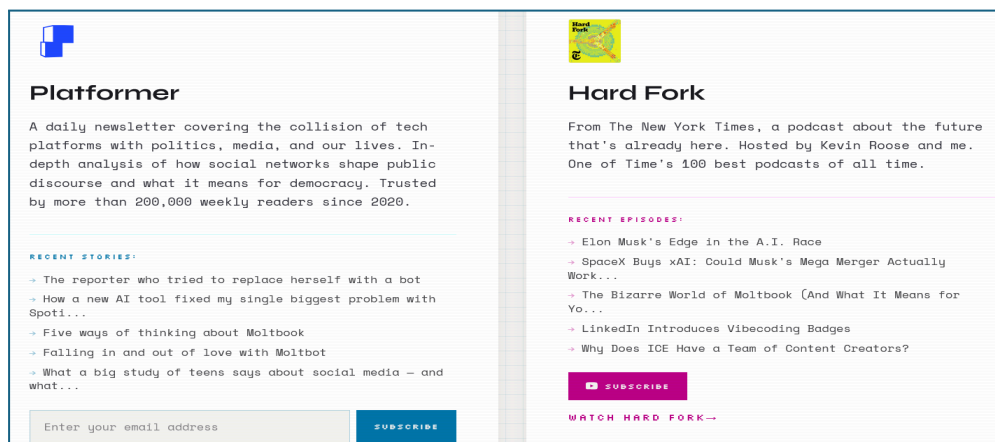 Platformer
A daily newsletter covering the collision of tech
platforms with politics, media, and our lives. In-
depth analysis of how social networks shape public
discourse and what it means for democracy. Trusted
by more than 200,000 weekly readers since 2020.
RECENT STORIES:
→ The reporter who tried to replace herself with a bot
→ How a new AI tool fixed my single biggest problem with
Spoti...
→ Five ways of thinking about Moltbook
→ Falling in and out of love with Moltbot
→ What a big study of teens says about social media — and
what...
Enter your email address
SUBSCRIBE
Hard
Fork
T
Hard Fork
From The New York Times, a podcast about the future
that's already here. Hosted by Kevin Roose and me.
One of Time's 100 best podcasts of all time.
RECENT EPISODES:
→ Elon Musk's Edge in the A.I. Race
→ SpaceX Buys xAI: Could Musk's Mega Merger Actually
Work...
→ The Bizarre World of Moltbook (And What It Means for
Yo...
→ LinkedIn Introduces Vibecoding Badges
→ Why Does ICE Have a Team of Content Creators?
SUBSCRIBE
WATCH HARD FORK→